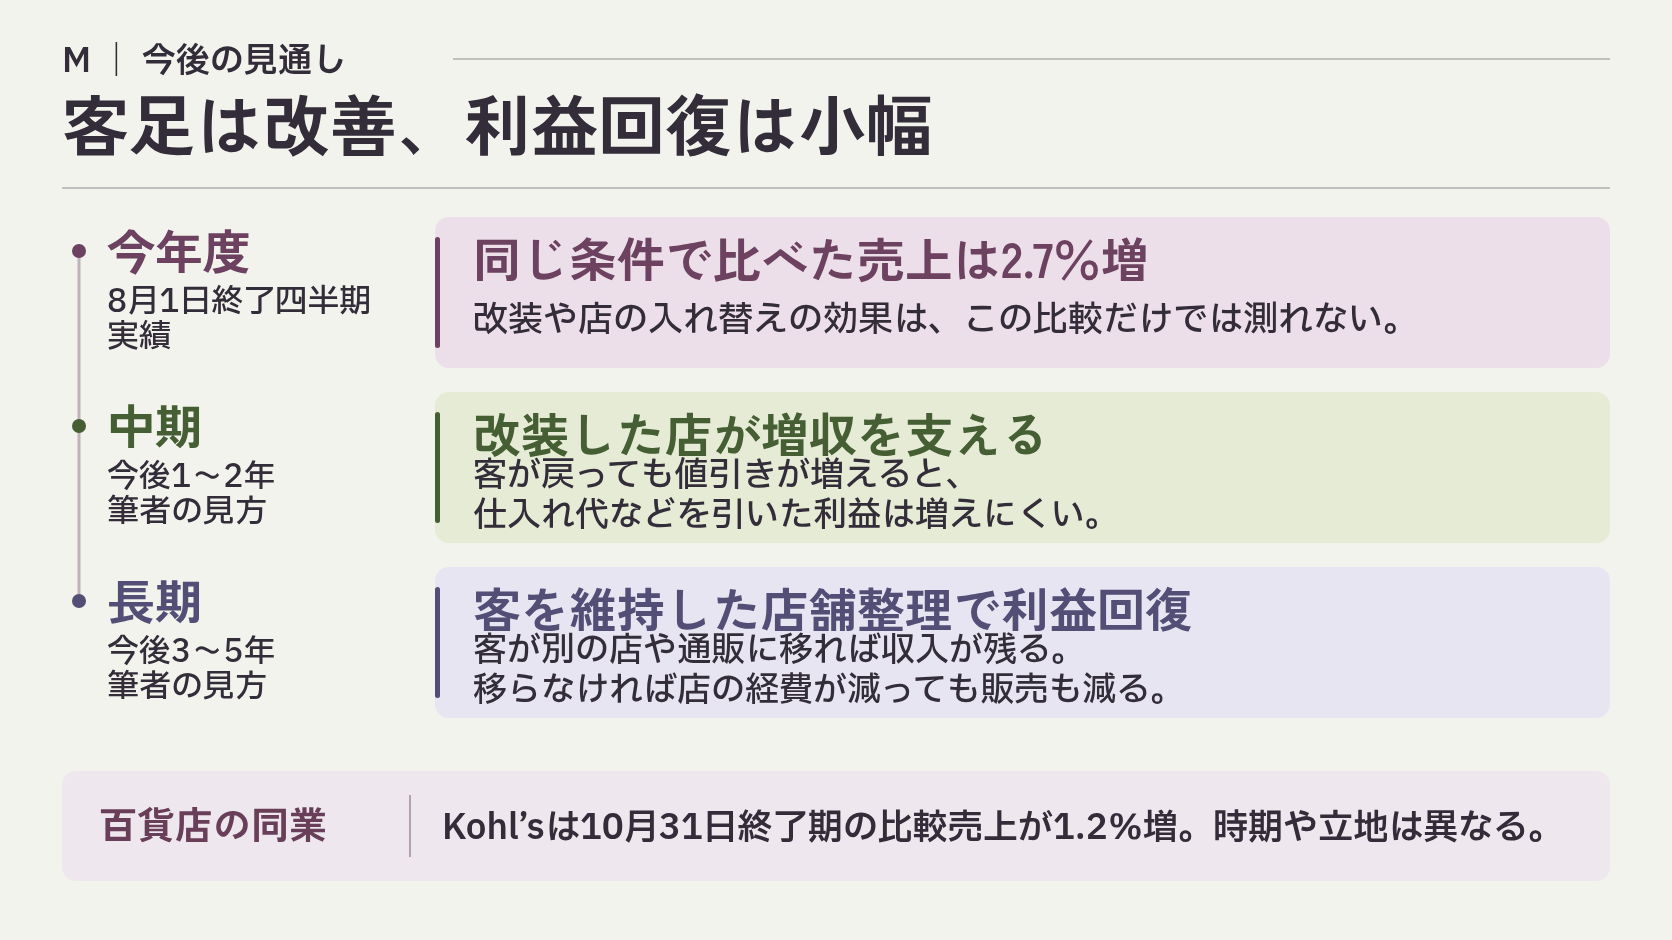 M｜今後の見通し
客足は改善、利益回復は小幅
今年度
8月1日終了四半期
実績
同じ条件で比べた売上は2.7%増
改装や店の入れ替えの効果は、この比較だけでは測れない。
中期
今後1〜2年
筆者の見方
改装した店が増収を支える
客が戻っても値引きが増えると、
仕入れ代などを引いた利益は増えにくい。
長期
今後3〜5年
筆者の見方
客を維持した店舗整理で利益回復
客が別の店や通販に移れば収入が残る。
移らなければ店の経費が減っても販売も減る。
百貨店の同業
Kohl’sは10月31日終了期の比較売上が1.2%増。時期や立地は異なる。